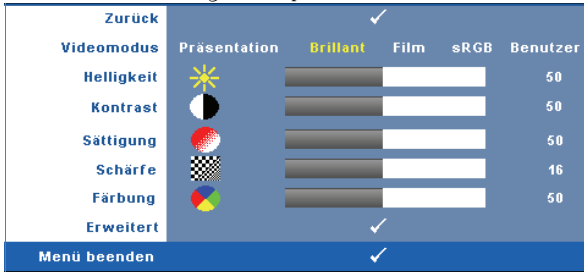 Zurück
Videomodus Präsentation Brillant Film sRGB Benutzer
Helligkeit 50
Kontrast 50
Sättigung 50
Schärfe 16
Färbung 50
Erweitert
Menü beenden